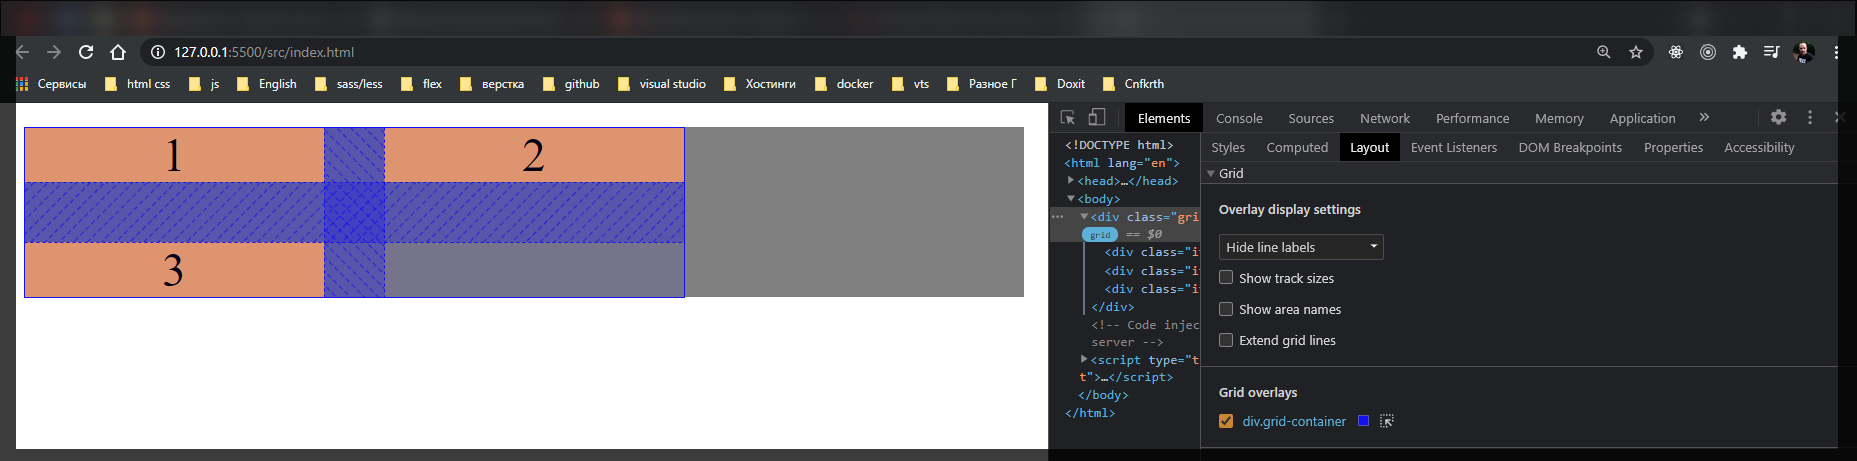 127.0.0.1:5500/src/index.html
Сервисы html css js English sass/less flex верстка github visual studio Хостинги docker vts Разное Г Doxit Cnfkrth
1 2
3
Elements Console Sources Network Performance Memory Application »
<!DOCTYPE html>
<html lang="en">
<head>…</head>
<body>
<div class="gri
grid == $0
<div class="i
<div class="i
<div class="i
</div>
<!-- Code injec
server -->
<script type="t
t">…</script>
</body>
</html>
Styles Computed Layout Event Listeners DOM Breakpoints Properties Accessibility
Grid
Overlay display settings
Hide line labels
Show track sizes
Show area names
Extend grid lines
Grid overlays
div.grid-container